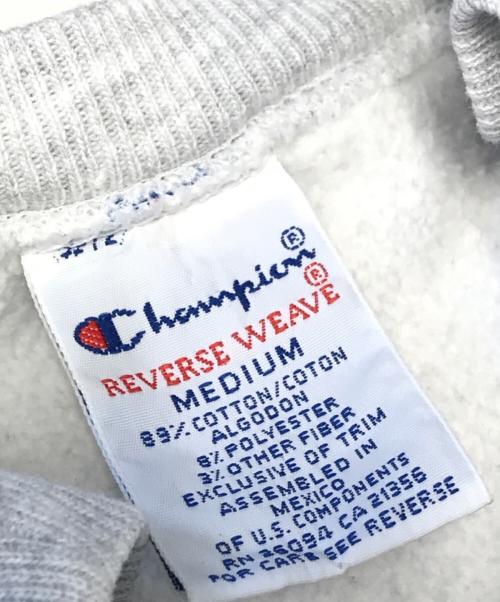 Champion®
REVERSE WEAVE®
MEDIUM
89% COTTON/COTON
ALGODON
8% POLYESTER
3% OTHER FIBER
EXCLUSIVE OF TRIM
ASSEMBLED IN
MEXICO
OF U.S. COMPONENTS
RN 26094 CA 21356
FOR CARE SEE REVERSE